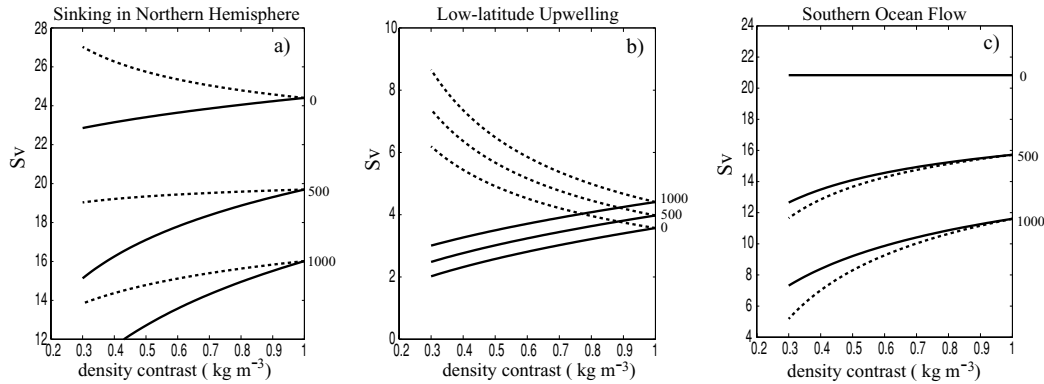 Sinking in Northern Hemisphere
Low-latitude Upwelling
Southern Ocean Flow
a)
b)
c)
Sv
28
26
24
22
20
18
16
14
12
0
500
1000
0.2 0.3 0.4 0.5 0.6 0.7 0.8 0.9 1
density contrast ( kg m⁻³)
10
8
6
4
2
0
1000
500
0
0.2 0.3 0.4 0.5 0.6 0.7 0.8 0.9 1
density contrast ( kg m⁻³)
Sv
24
22
20
18
16
14
12
10
8
6
4
0
500
1000
0.2 0.3 0.4 0.5 0.6 0.7 0.8 0.9 1
density contrast ( kg m⁻³)